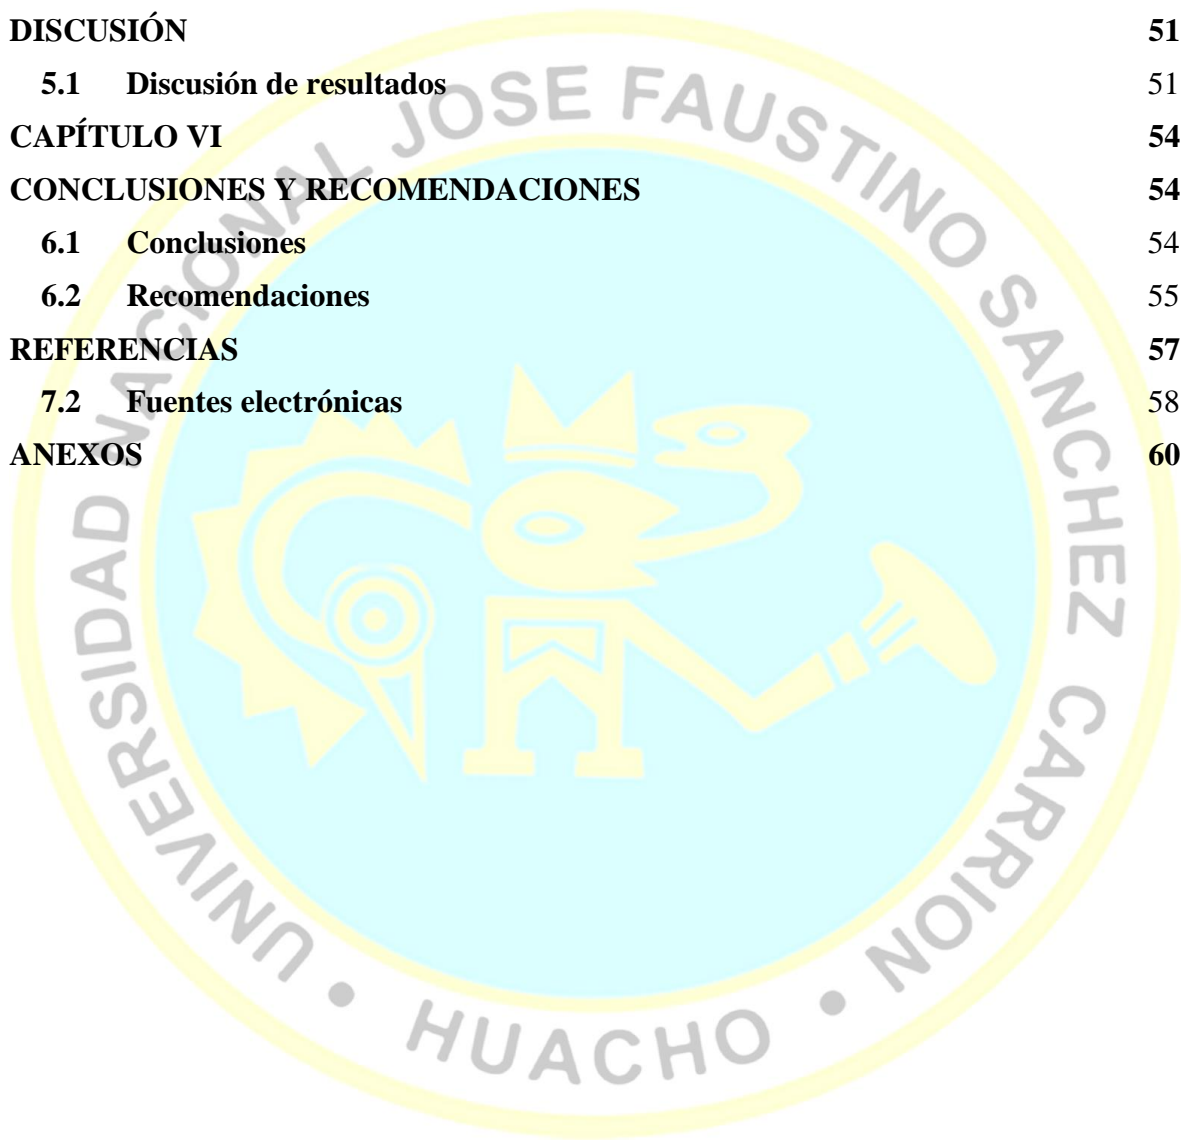 DISCUSIÓN 51
5.1 Discusión de resultados 51
CAPÍTULO VI 54
CONCLUSIONES Y RECOMENDACIONES 54
6.1 Conclusiones 54
6.2 Recomendaciones 55
REFERENCIAS 57
7.2 Fuentes electrónicas 58
ANEXOS 60
UNIVERSIDAD NACIONAL JOSE FAUSTINO SANCHEZ CARRION
• HUACHO •